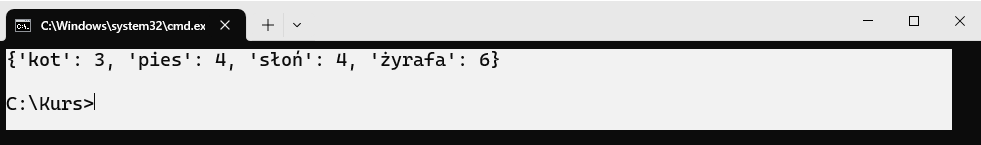 C:\Windows\system32\cmd.ex
{'kot': 3, 'pies': 4, 'słoń': 4, 'żyrafa': 6}
C:\Kurs>